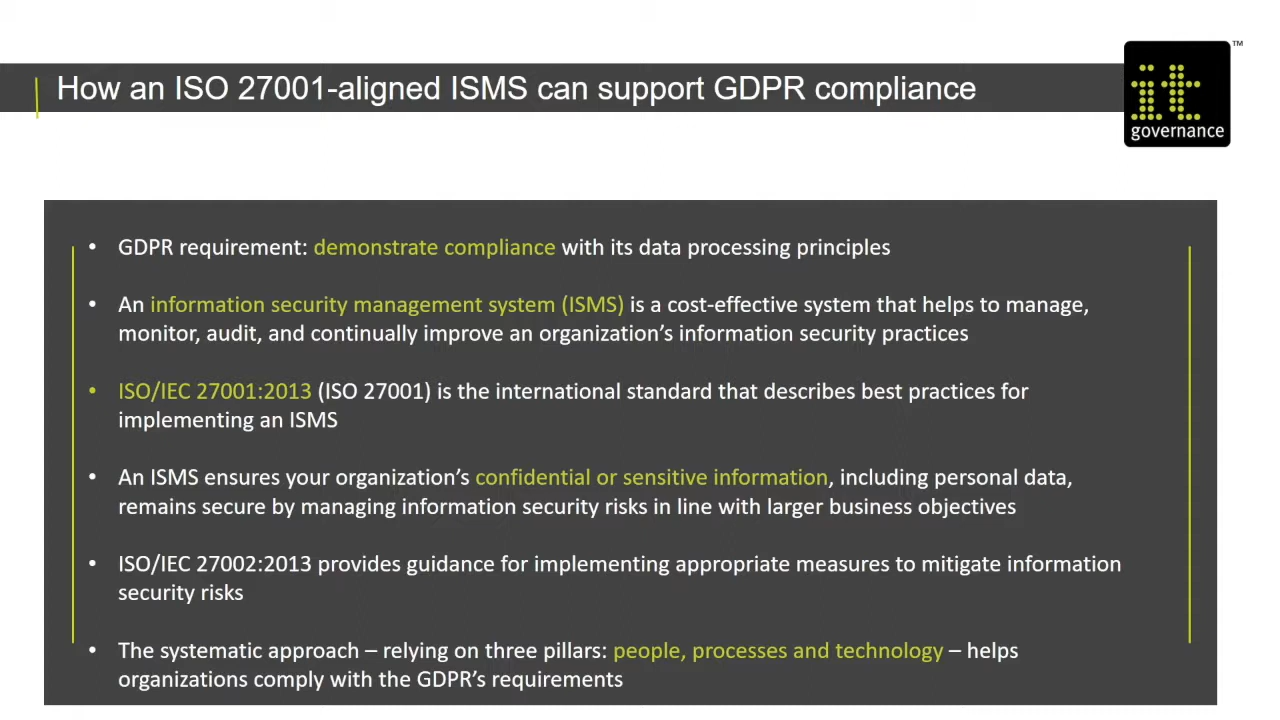 How an ISO 27001-aligned ISMS can support GDPR compliance
it
governance
™
• GDPR requirement: demonstrate compliance with its data processing principles
• An information security management system (ISMS) is a cost-effective system that helps to manage,
monitor, audit, and continually improve an organization’s information security practices
• ISO/IEC 27001:2013 (ISO 27001) is the international standard that describes best practices for
implementing an ISMS
• An ISMS ensures your organization’s confidential or sensitive information, including personal data,
remains secure by managing information security risks in line with larger business objectives
• ISO/IEC 27002:2013 provides guidance for implementing appropriate measures to mitigate information
security risks
• The systematic approach – relying on three pillars: people, processes and technology – helps
organizations comply with the GDPR’s requirements